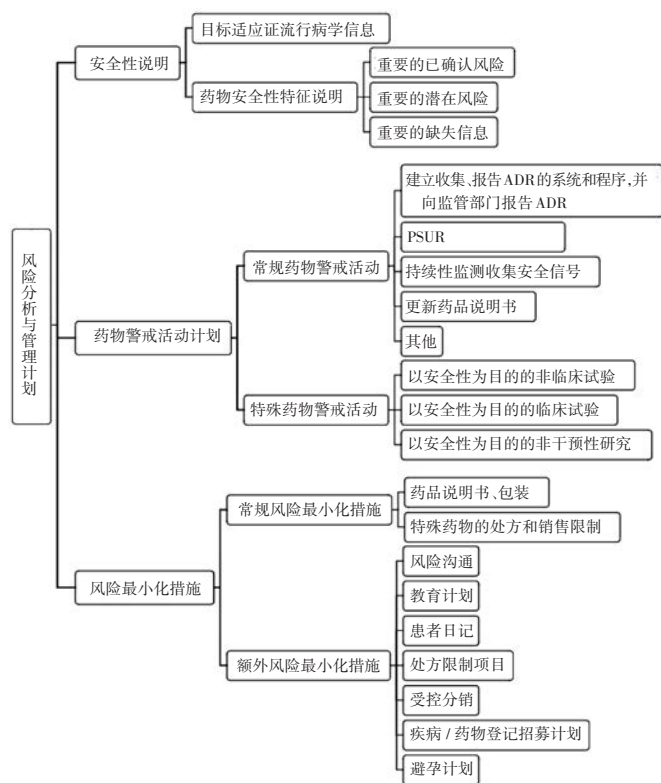 风险分析与管理计划
安全性说明
目标适应证流行病学信息
药物安全性特征说明
重要的已确认风险
重要的潜在风险
重要的缺失信息
药物警戒活动计划
常规药物警戒活动
建立收集、报告ADR的系统和程序,并
向监管部门报告ADR
PSUR
持续性监测收集安全信号
更新药品说明书
其他
特殊药物警戒活动
以安全性为目的的非临床试验
以安全性为目的的临床试验
以安全性为目的的非干预性研究
风险最小化措施
常规风险最小化措施
药品说明书、包装
特殊药物的处方和销售限制
额外风险最小化措施
风险沟通
教育计划
患者日记
处方限制项目
受控分销
疾病/药物登记招募计划
避孕计划